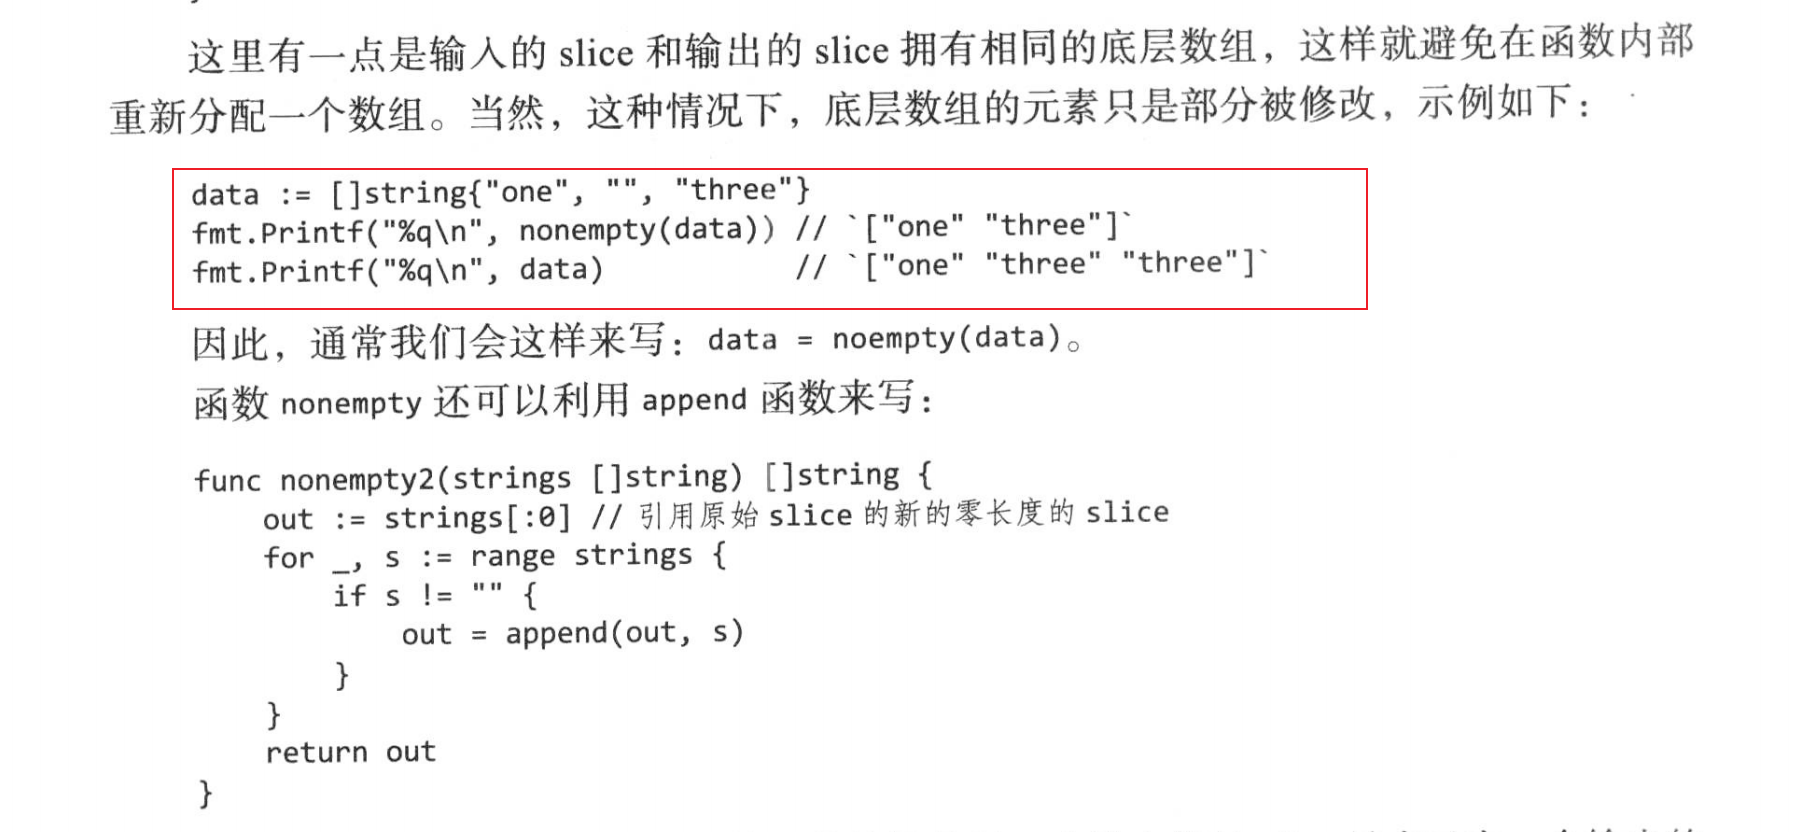 这里有一点是输入的 slice 和输出的 slice 拥有相同的底层数组，这样就避免在函数内部
重新分配一个数组。当然，这种情况下，底层数组的元素只是部分被修改，示例如下：
data := []string{"one", "", "three"}
fmt.Printf("%q\n", nonempty(data)) // `["one" "three"]`
fmt.Printf("%q\n", data)           // `["one" "three" "three"]`
因此，通常我们会这样来写：data = noempty(data)。
函数 nonempty 还可以利用 append 函数来写：
func nonempty2(strings []string) []string {
    out := strings[:0] // 引用原始 slice 的新的零长度的 slice
    for _, s := range strings {
        if s != "" {
            out = append(out, s)
        }
    }
    return out
}